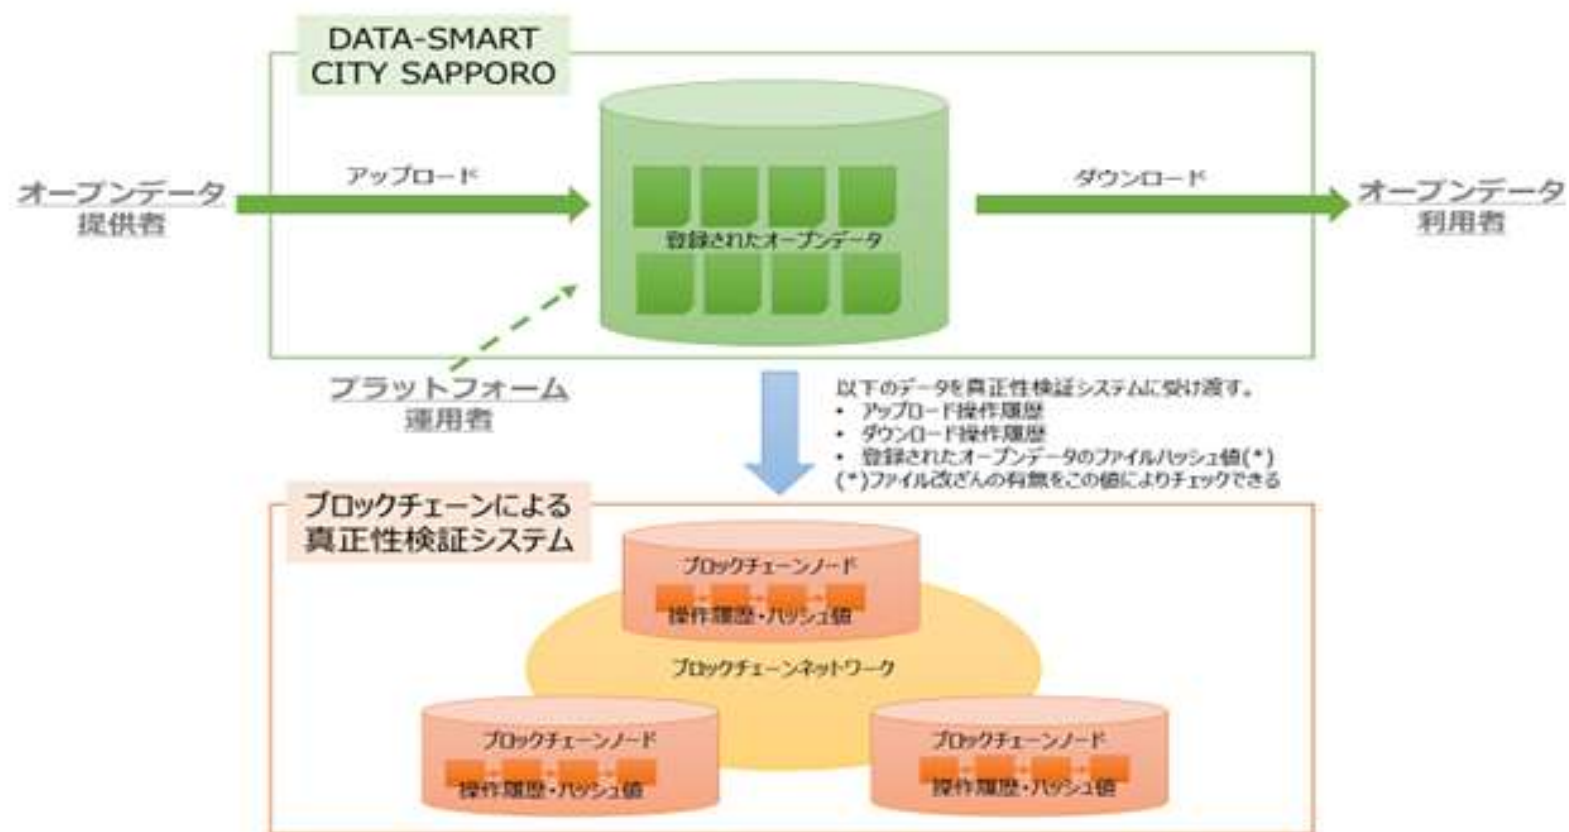 DATA-SMART
CITY SAPPORO
オープンデータ
提供者
アップロード
登録されたオープンデータ
ダウンロード
オープンデータ
利用者
プラットフォーム
運用者
以下のデータを真正性検証システムに受け渡す。
• アップロード操作履歴
• ダウンロード操作履歴
• 登録されたオープンデータのファイルハッシュ値(*)
(*)ファイル改ざんの有無をこの値によりチェックできる
ブロックチェーンによる
真正性検証システム
ブロックチェーンノード
操作履歴・ハッシュ値
ブロックチェーンネットワーク
ブロックチェーンノード
操作履歴・ハッシュ値
ブロックチェーンノード
操作履歴・ハッシュ値